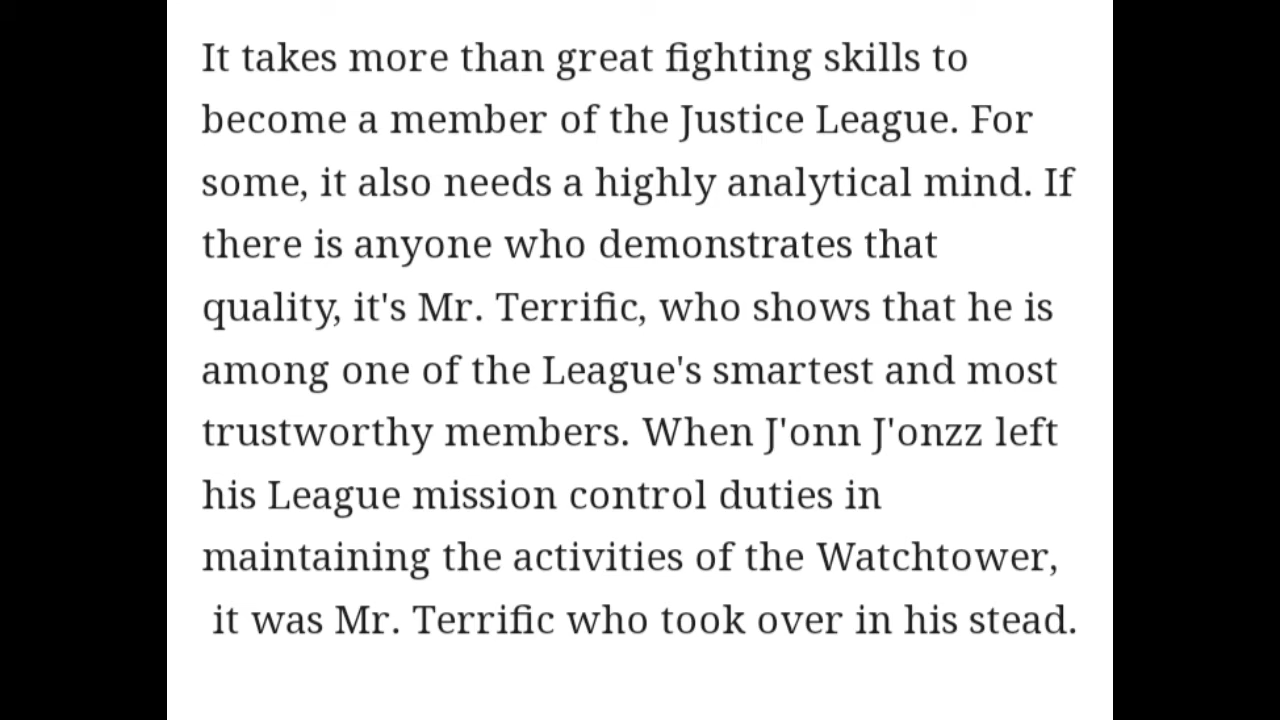 It takes more than great fighting skills to
become a member of the Justice League. For
some, it also needs a highly analytical mind. If
there is anyone who demonstrates that
quality, it's Mr. Terrific, who shows that he is
among one of the League's smartest and most
trustworthy members. When J'onn J'onzz left
his League mission control duties in
maintaining the activities of the Watchtower,
it was Mr. Terrific who took over in his stead.